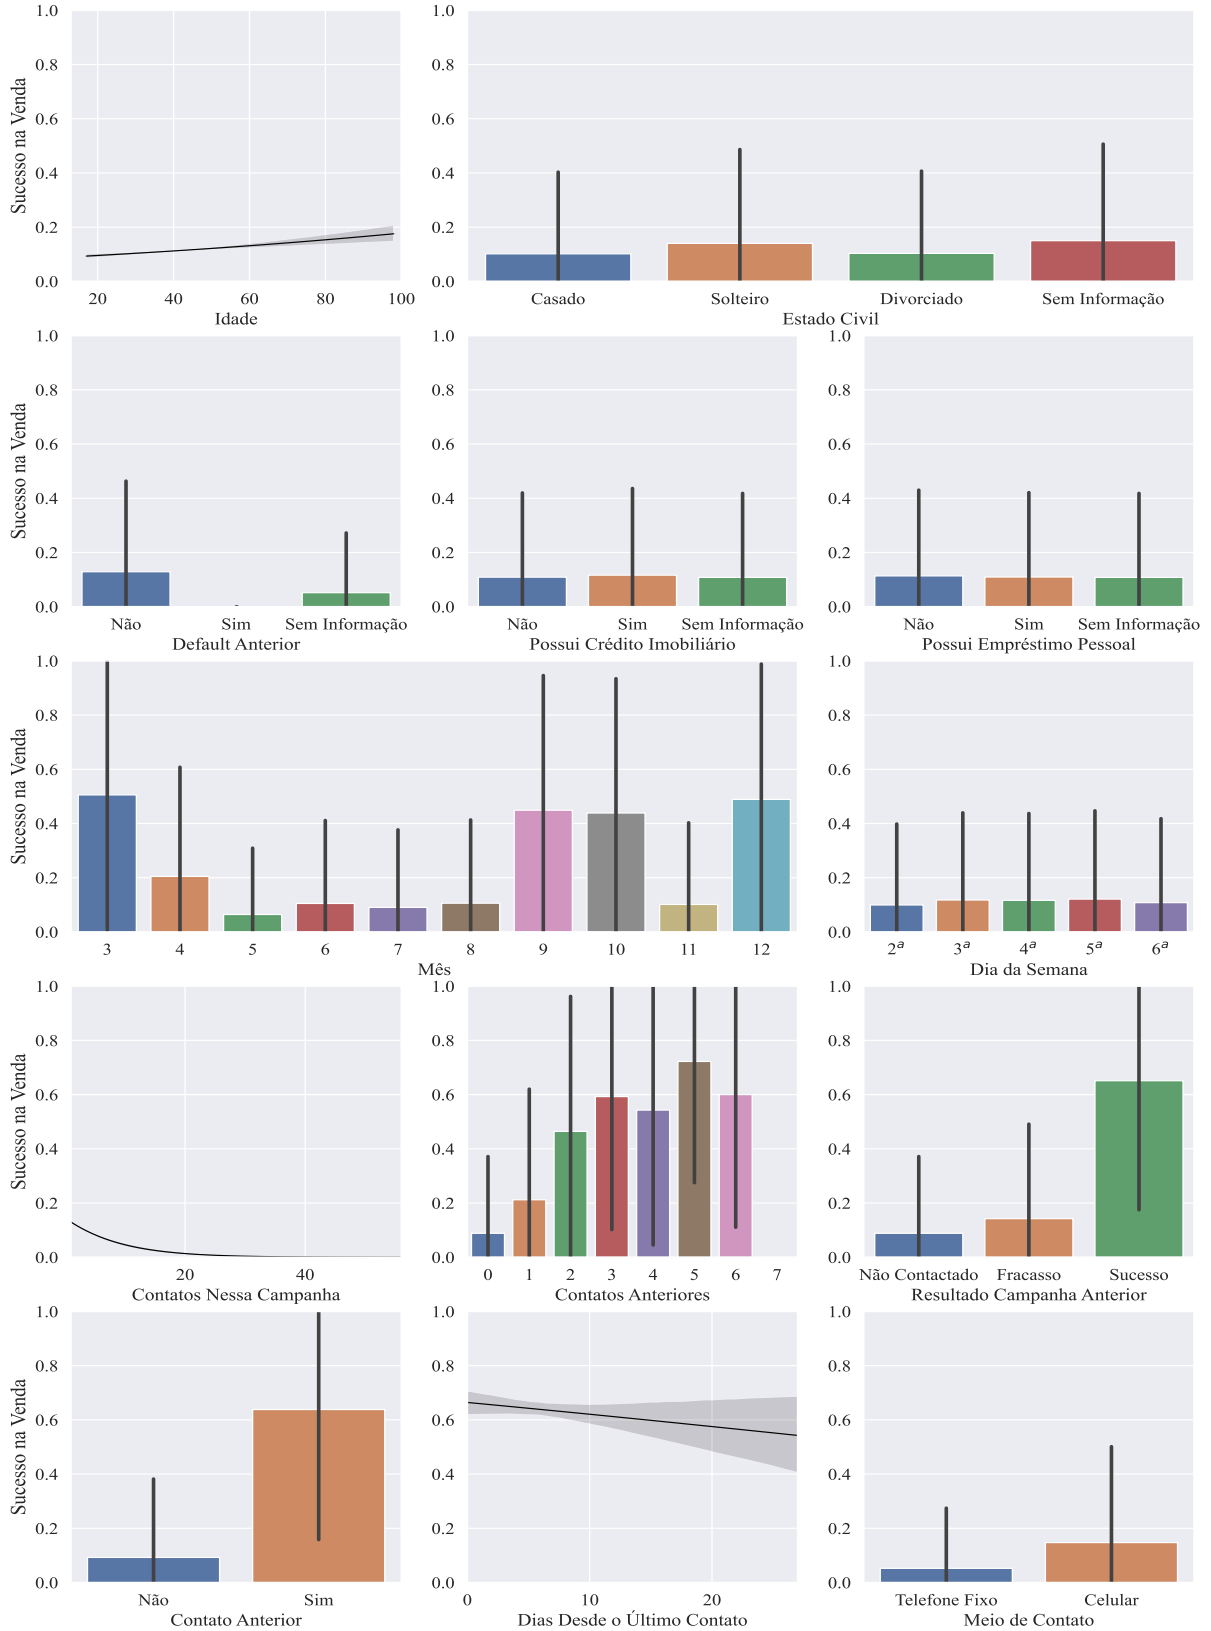 1.0 0.8 0.6 0.4 0.2 0.0
Sucesso na Venda
20 40 60 80 100
Idade
1.0 0.8 0.6 0.4 0.2 0.0
Casado Solteiro Divorciado Sem Informação
Estado Civil
1.0 0.8 0.6 0.4 0.2 0.0
Sucesso na Venda
Não Sim Sem Informação
Default Anterior
1.0 0.8 0.6 0.4 0.2 0.0
Não Sim Sem Informação
Possui Crédito Imobiliário
1.0 0.8 0.6 0.4 0.2 0.0
Não Sim Sem Informação
Possui Empréstimo Pessoal
1.0 0.8 0.6 0.4 0.2 0.0
Sucesso na Venda
3 4 5 6 7 8 9 10 11 12
Mês
1.0 0.8 0.6 0.4 0.2 0.0
2ª 3ª 4ª 5ª 6ª
Dia da Semana
1.0 0.8 0.6 0.4 0.2 0.0
Sucesso na Venda
20 40
Contatos Nessa Campanha
1.0 0.8 0.6 0.4 0.2 0.0
0 1 2 3 4 5 6 7
Contatos Anteriores
1.0 0.8 0.6 0.4 0.2 0.0
Não Contactado Fracasso Sucesso
Resultado Campanha Anterior
1.0 0.8 0.6 0.4 0.2 0.0
Sucesso na Venda
Não Sim
Contato Anterior
1.0 0.8 0.6 0.4 0.2 0.0
0 10 20
Dias Desde o Último Contato
1.0 0.8 0.6 0.4 0.2 0.0
Telefone Fixo Celular
Meio de Contato